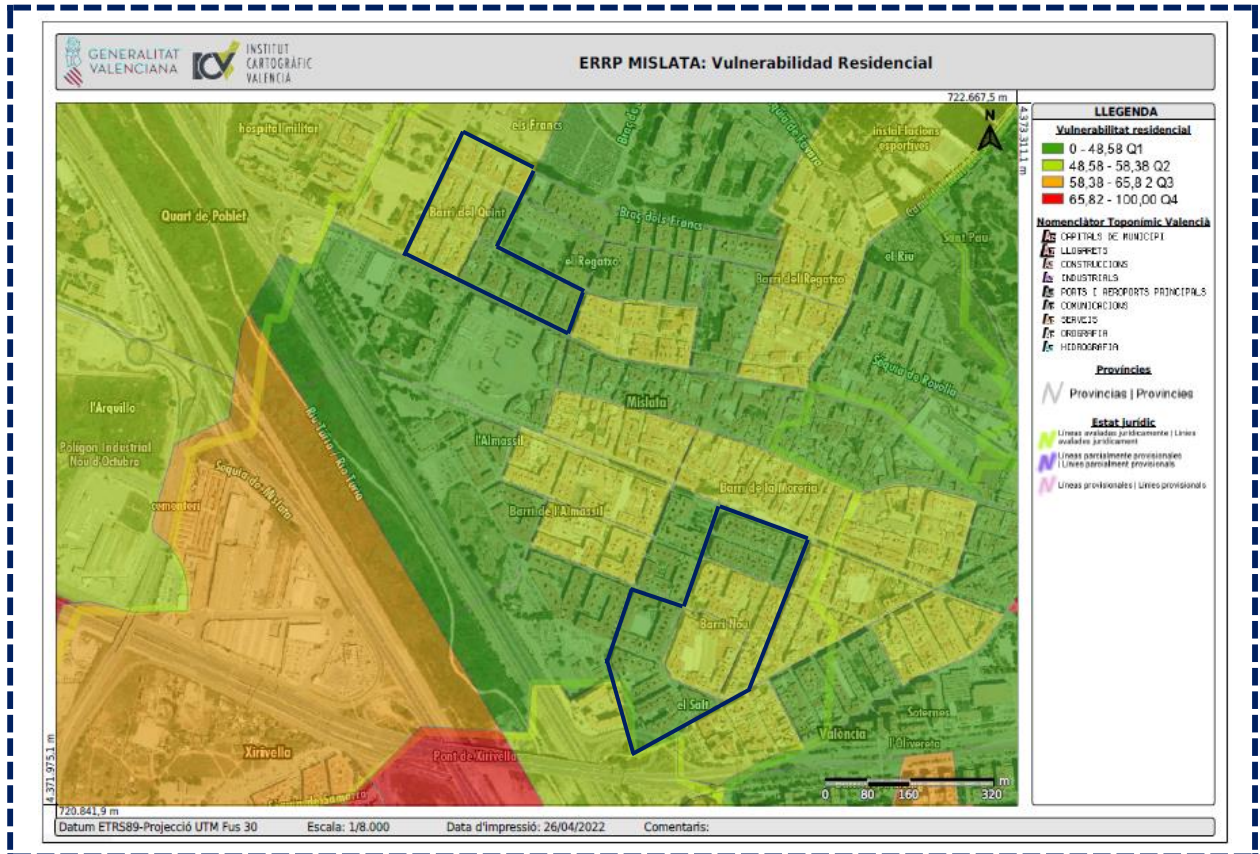 GENERALITAT
VALENCIANA
ICV
INSTITUT
CARTOGRÀFIC
VALENCIÀ
ERRP MISLATA: Vulnerabilidad Residencial
722.667,5 m
4.373.311,1 m
N
hospital militar
els Francs
Braç de
instal·lacions
esportives
Quart de Poblet
Barri del Quint
Braç dels Francs
Sant Pau
el Regatxo
el Riu
Barri del Regatxo
l'Arquillo
Riu Túria / Río Turia
Séquia de Rovella
Mislata
Polígon Industrial
Nou d'Octubre
l'Almassil
Séquia de Mislata
cementeri
Barri de la Moreria
Barri de l'Almassil
Barri Nou
el Salt
Soternes
València
l'Olivereta
Xirivella
Pont de Xirivella
m
0 80 160 320
4.371.975,1 m
720.841,9 m
LLEGENDA
Vulnerabilitat residencial
0 - 48,58 Q1
48,58 - 58,38 Q2
58,38 - 65,8 2 Q3
65,82 - 100,00 Q4
Nomenclàtor Toponímic Valencià
CAPITALS DE MUNICIPI
LLOGARETS
CONSTRUCCIONS
INDUSTRIALS
PORTS I AEROPORTS PRINCIPALS
COMUNICACIONS
SERVEIS
OROGRAFIA
HIDROGRAFIA
Províncies
Provincias | Províncies
Estat jurídic
Líneas avaladas jurídicamente | Línies
avalades jurídicament
Líneas parcialmente provisionales
| Línies parcialment provisionals
Líneas provisionales | Línies provisionals
Datum ETRS89-Projecció UTM Fus 30 Escala: 1/8.000 Data d'impressió: 26/04/2022 Comentaris: